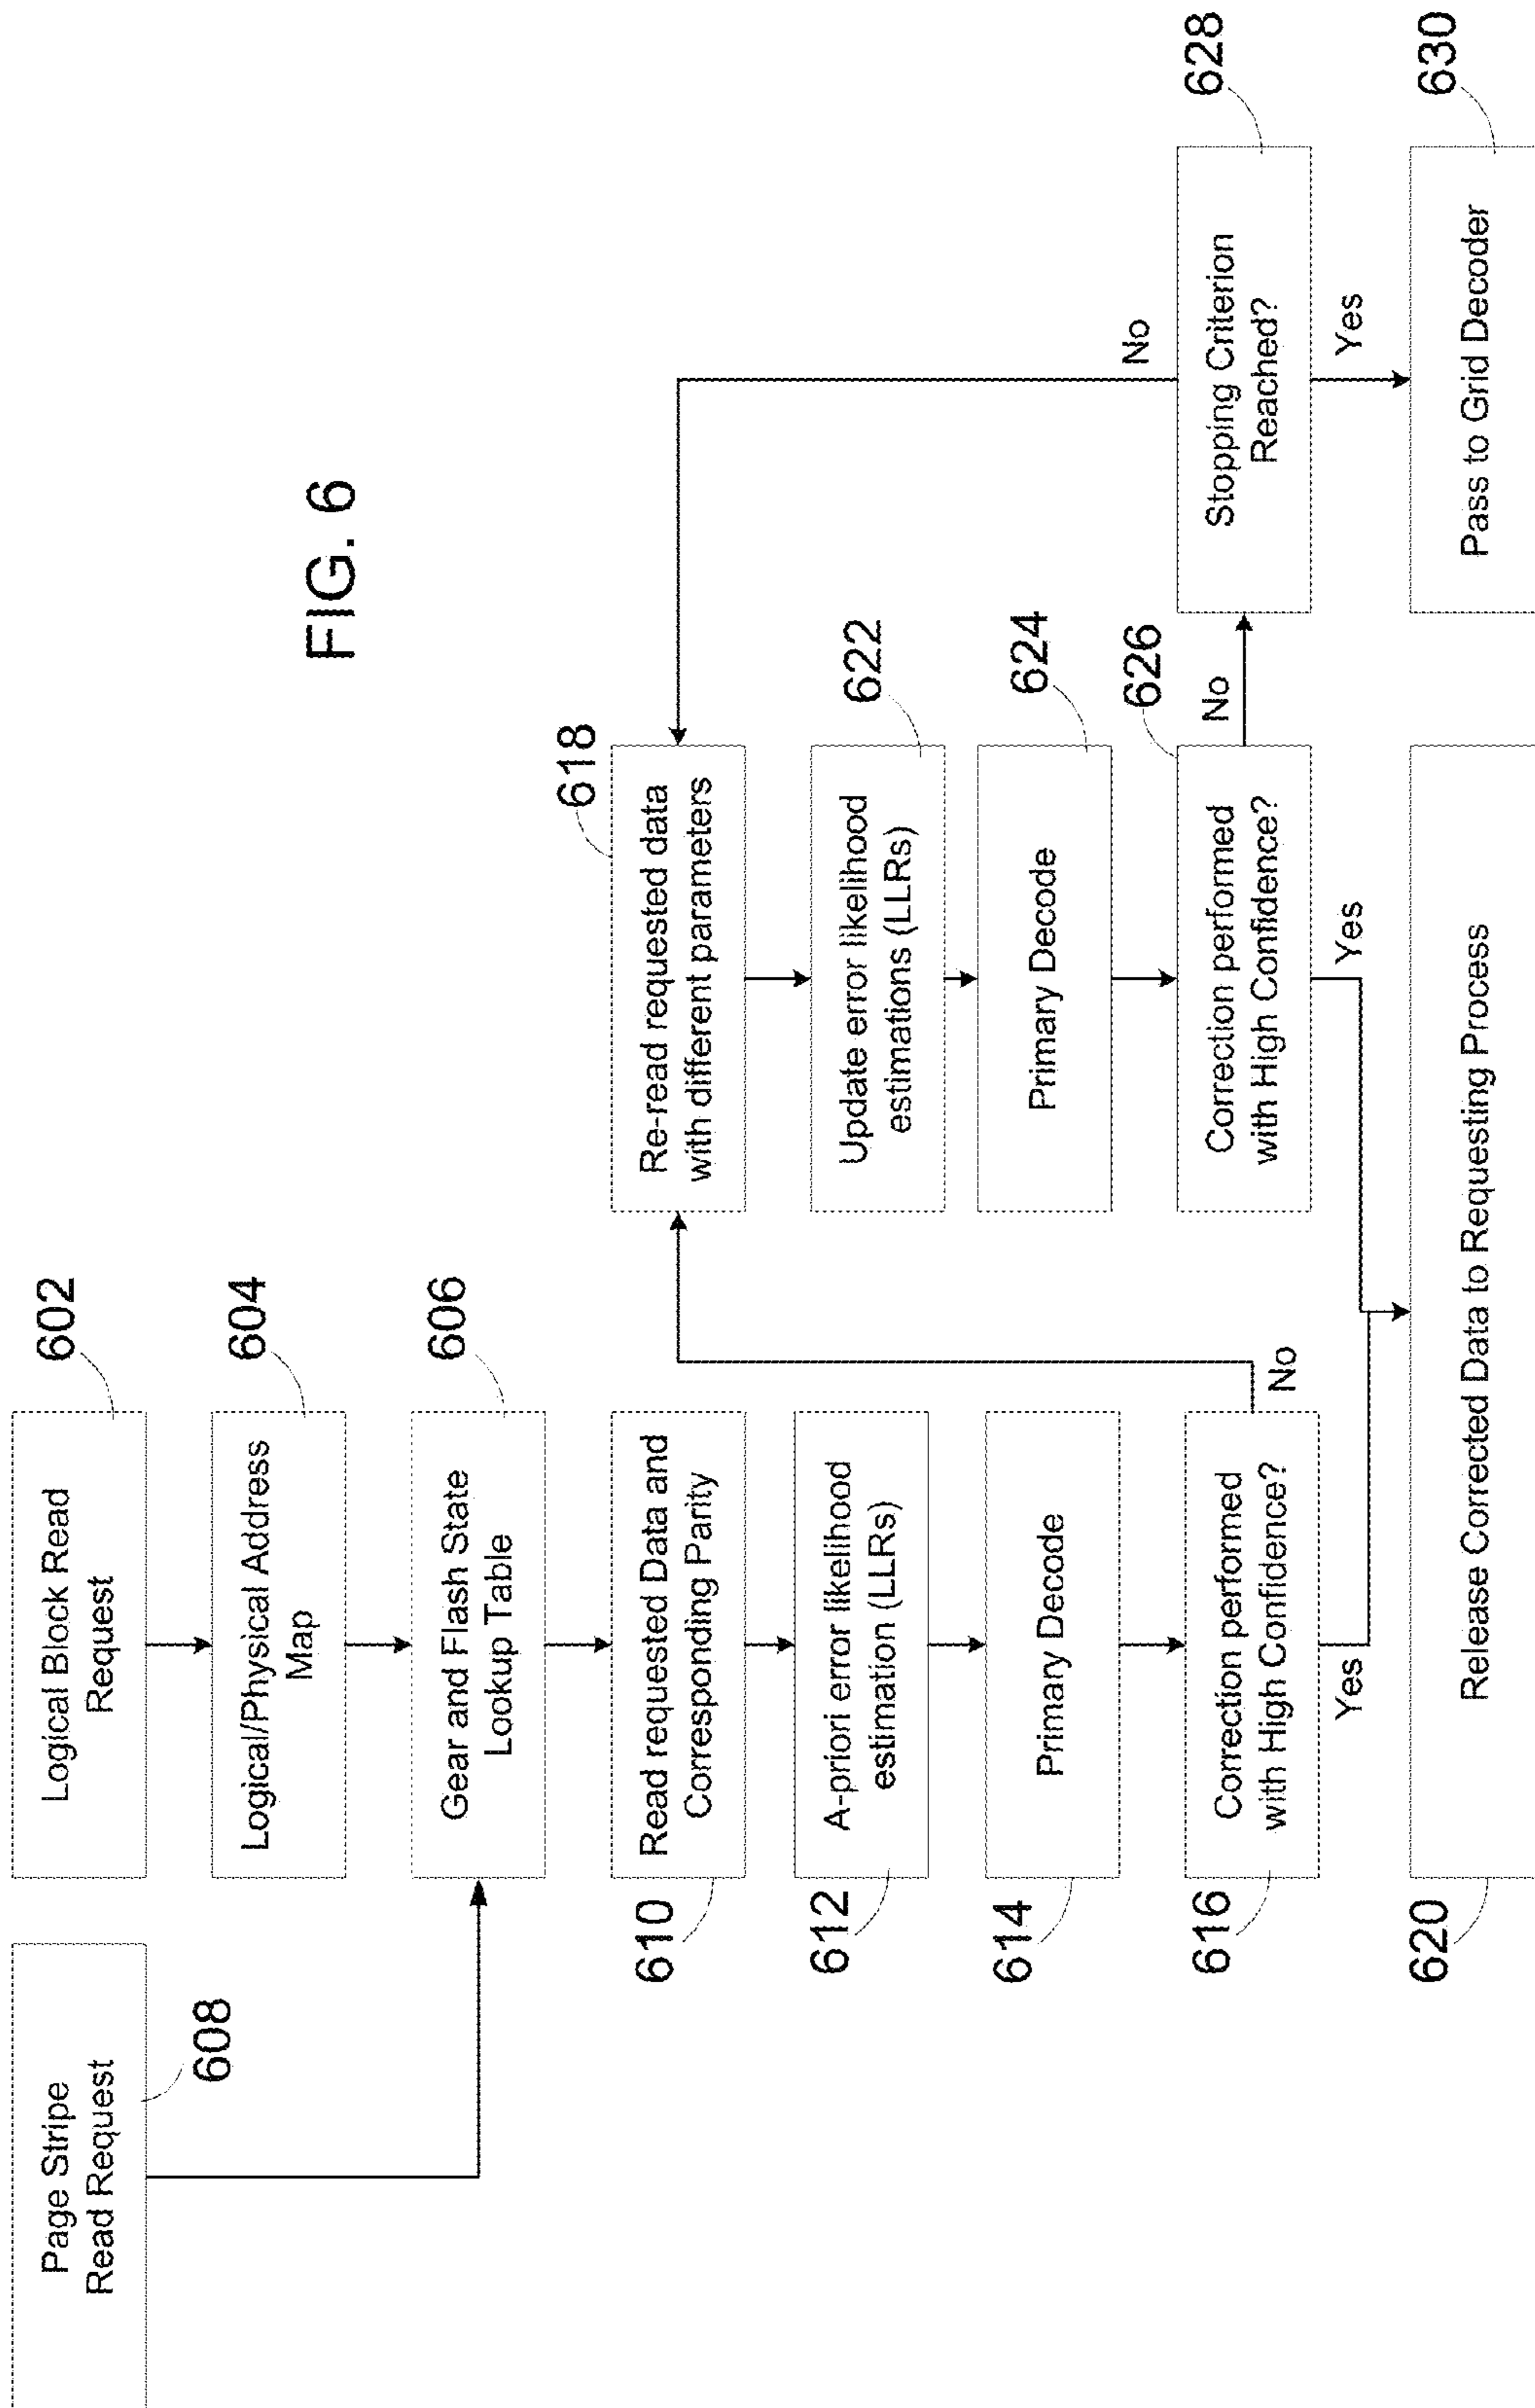 FIG. 6
Page Stripe
Read Request
608
Logical Block Read
Request
602
Logical/Physical Address
Map
604
Gear and Flash State
Lookup Table
606
Read requested Data and
Corresponding Parity
610
A-priori error likelihood
estimation (LLRs)
612
Primary Decode
614
Correction performed
with High Confidence?
616
No
Yes
Re-read requested data
with different parameters
618
Update error likelihood
estimations (LLRs)
622
Primary Decode
624
Correction performed
with High Confidence?
626
No
Yes
Stopping Criterion
Reached?
628
No
Yes
Release Corrected Data to Requesting Process
620
Pass to Grid Decoder
630